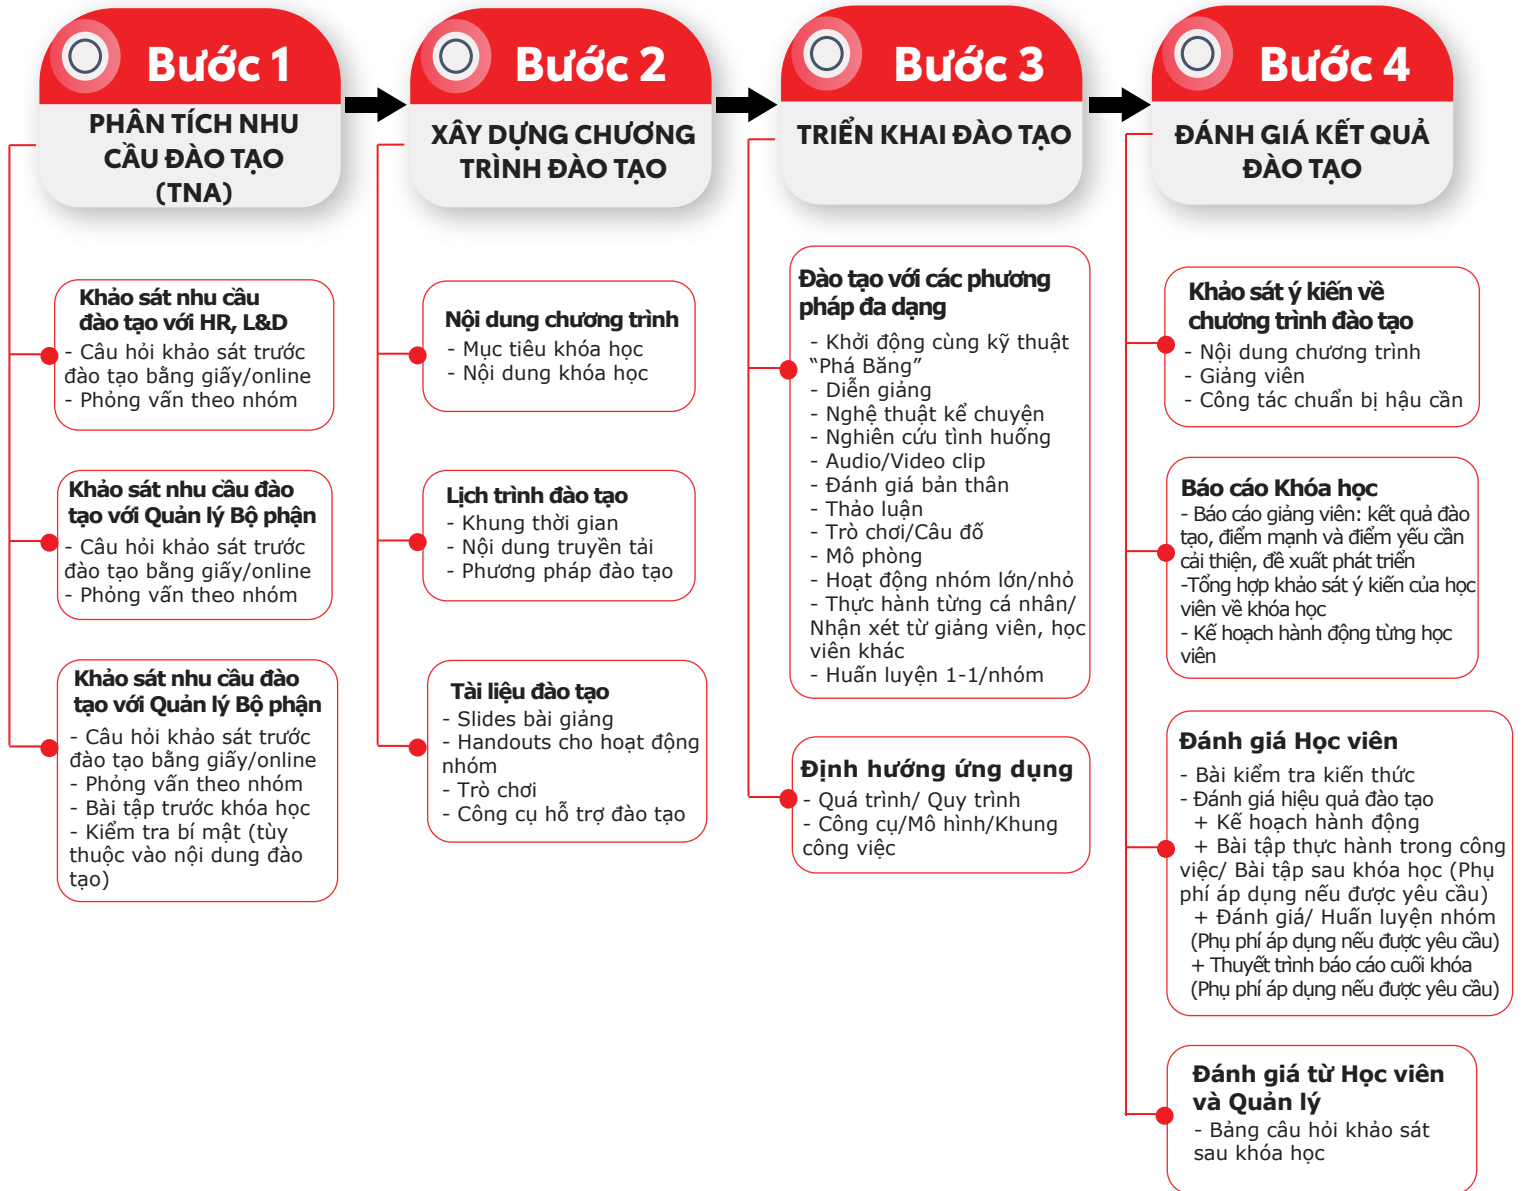 Bước 1
PHÂN TÍCH NHU
CẦU ĐÀO TẠO
(TNA)
Khảo sát nhu cầu
đào tạo với HR, L&D
- Câu hỏi khảo sát trước
đào tạo bằng giấy/online
- Phỏng vấn theo nhóm
Khảo sát nhu cầu đào
tạo với Quản lý Bộ phận
- Câu hỏi khảo sát trước
đào tạo bằng giấy/online
- Phỏng vấn theo nhóm
Khảo sát nhu cầu đào
tạo với Quản lý Bộ phận
- Câu hỏi khảo sát trước
đào tạo bằng giấy/online
- Phỏng vấn theo nhóm
- Bài tập trước khóa học
- Kiểm tra bí mật (tùy
thuộc vào nội dung đào
tạo)
Bước 2
XÂY DỰNG CHƯƠNG
TRÌNH ĐÀO TẠO
Nội dung chương trình
- Mục tiêu khóa học
- Nội dung khóa học
Lịch trình đào tạo
- Khung thời gian
- Nội dung truyền tải
- Phương pháp đào tạo
Tài liệu đào tạo
- Slides bài giảng
- Handouts cho hoạt động
nhóm
- Trò chơi
- Công cụ hỗ trợ đào tạo
Bước 3
TRIỂN KHAI ĐÀO TẠO
Đào tạo với các phương
pháp đa dạng
- Khởi động cùng kỹ thuật
“Phá Băng”
- Diễn giảng
- Nghệ thuật kể chuyện
- Nghiên cứu tình huống
- Audio/Video clip
- Đánh giá bản thân
- Thảo luận
- Trò chơi/Câu đố
- Mô phỏng
- Hoạt động nhóm lớn/nhỏ
- Thực hành từng cá nhân/
Nhận xét từ giảng viên, học
viên khác
- Huấn luyện 1-1/nhóm
Định hướng ứng dụng
- Quá trình/ Quy trình
- Công cụ/Mô hình/Khung
công việc
Bước 4
ĐÁNH GIÁ KẾT QUẢ
ĐÀO TẠO
Khảo sát ý kiến về
chương trình đào tạo
- Nội dung chương trình
- Giảng viên
- Công tác chuẩn bị hậu cần
Báo cáo Khóa học
- Báo cáo giảng viên: kết quả đào
tạo, điểm mạnh và điểm yếu cần
cải thiện, đề xuất phát triển
-Tổng hợp khảo sát ý kiến của học
viên về khóa học
- Kế hoạch hành động từng học
viên
Đánh giá Học viên
- Bài kiểm tra kiến thức
- Đánh giá hiệu quả đào tạo
+ Kế hoạch hành động
+ Bài tập thực hành trong công
việc/ Bài tập sau khóa học (Phụ
phí áp dụng nếu được yêu cầu)
+ Đánh giá/ Huấn luyện nhóm
(Phụ phí áp dụng nếu được yêu cầu)
+ Thuyết trình báo cáo cuối khóa
(Phụ phí áp dụng nếu được yêu cầu)
Đánh giá từ Học viên
và Quản lý
- Bảng câu hỏi khảo sát
sau khóa học